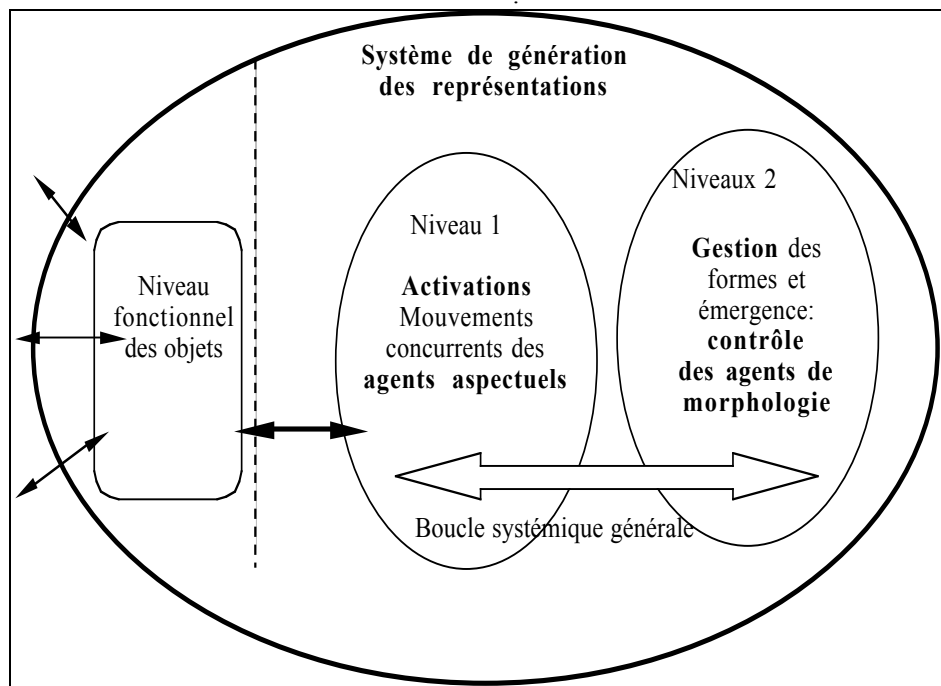 Système de génération
des représentations
Niveau
fonctionnel
des objets
Niveau 1
Activations
Mouvements
concurrents des
agents aspectuels
Niveaux 2
Gestion des
formes et
émergence:
contrôle
des agents de
morphologie
Boucle systémique générale